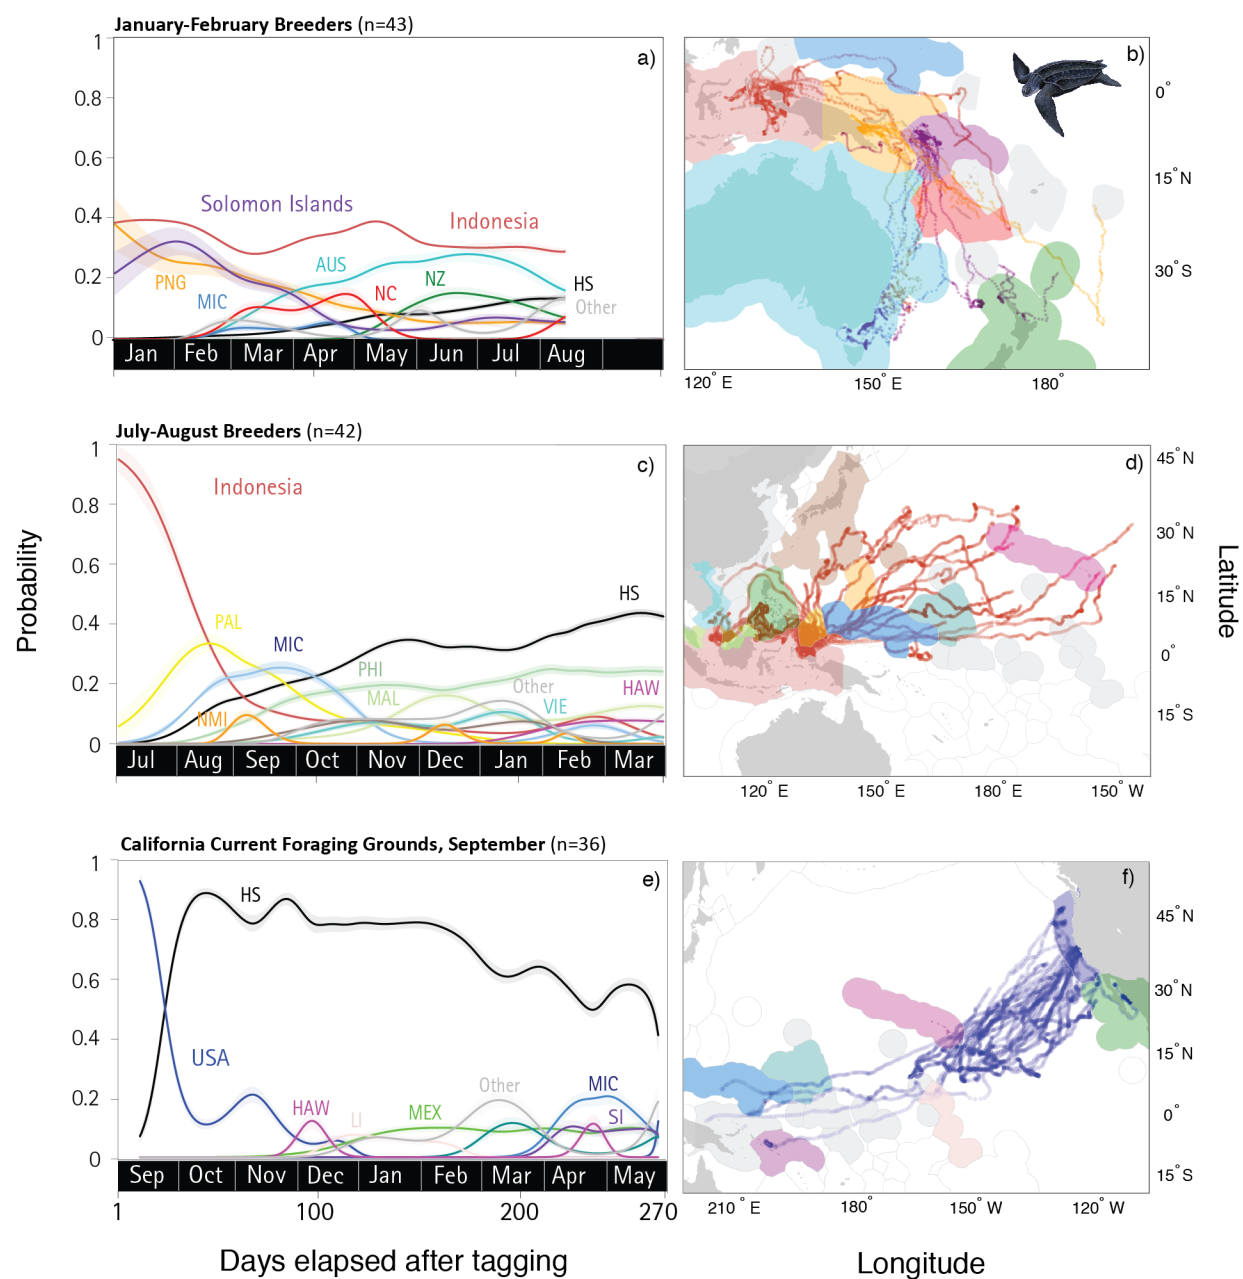 January-February Breeders (n=43)
1
0.8
0.6
0.4
0.2
0
a)
Solomon Islands
Indonesia
AUS
PNG
MIC
NC
NZ
HS
Other
Jan Feb Mar Apr May Jun Jul Aug
b)
0°
15°N
30°S
120°E 150°E 180°
July-August Breeders (n=42)
1
0.8
0.6
0.4
0.2
0
c)
Indonesia
HS
PAL
MIC
PHI
MAL
Other
HAW
VIE
NMI
Jul Aug Sep Oct Nov Dec Jan Feb Mar
d)
45°N
30°N
15°N
0°
15°S
120°E 150°E 180°E 150°W
Probability
Latitude
California Current Foraging Grounds, September (n=36)
1
0.8
0.6
0.4
0.2
0
e)
HS
USA
HAW
LI
MEX
Other
MIC
SI
Sep Oct Nov Dec Jan Feb Mar Apr May
1 100 200 270
Days elapsed after tagging
f)
45°N
30°N
15°N
0°
15°S
210°E 180° 150°W 120°W
Longitude